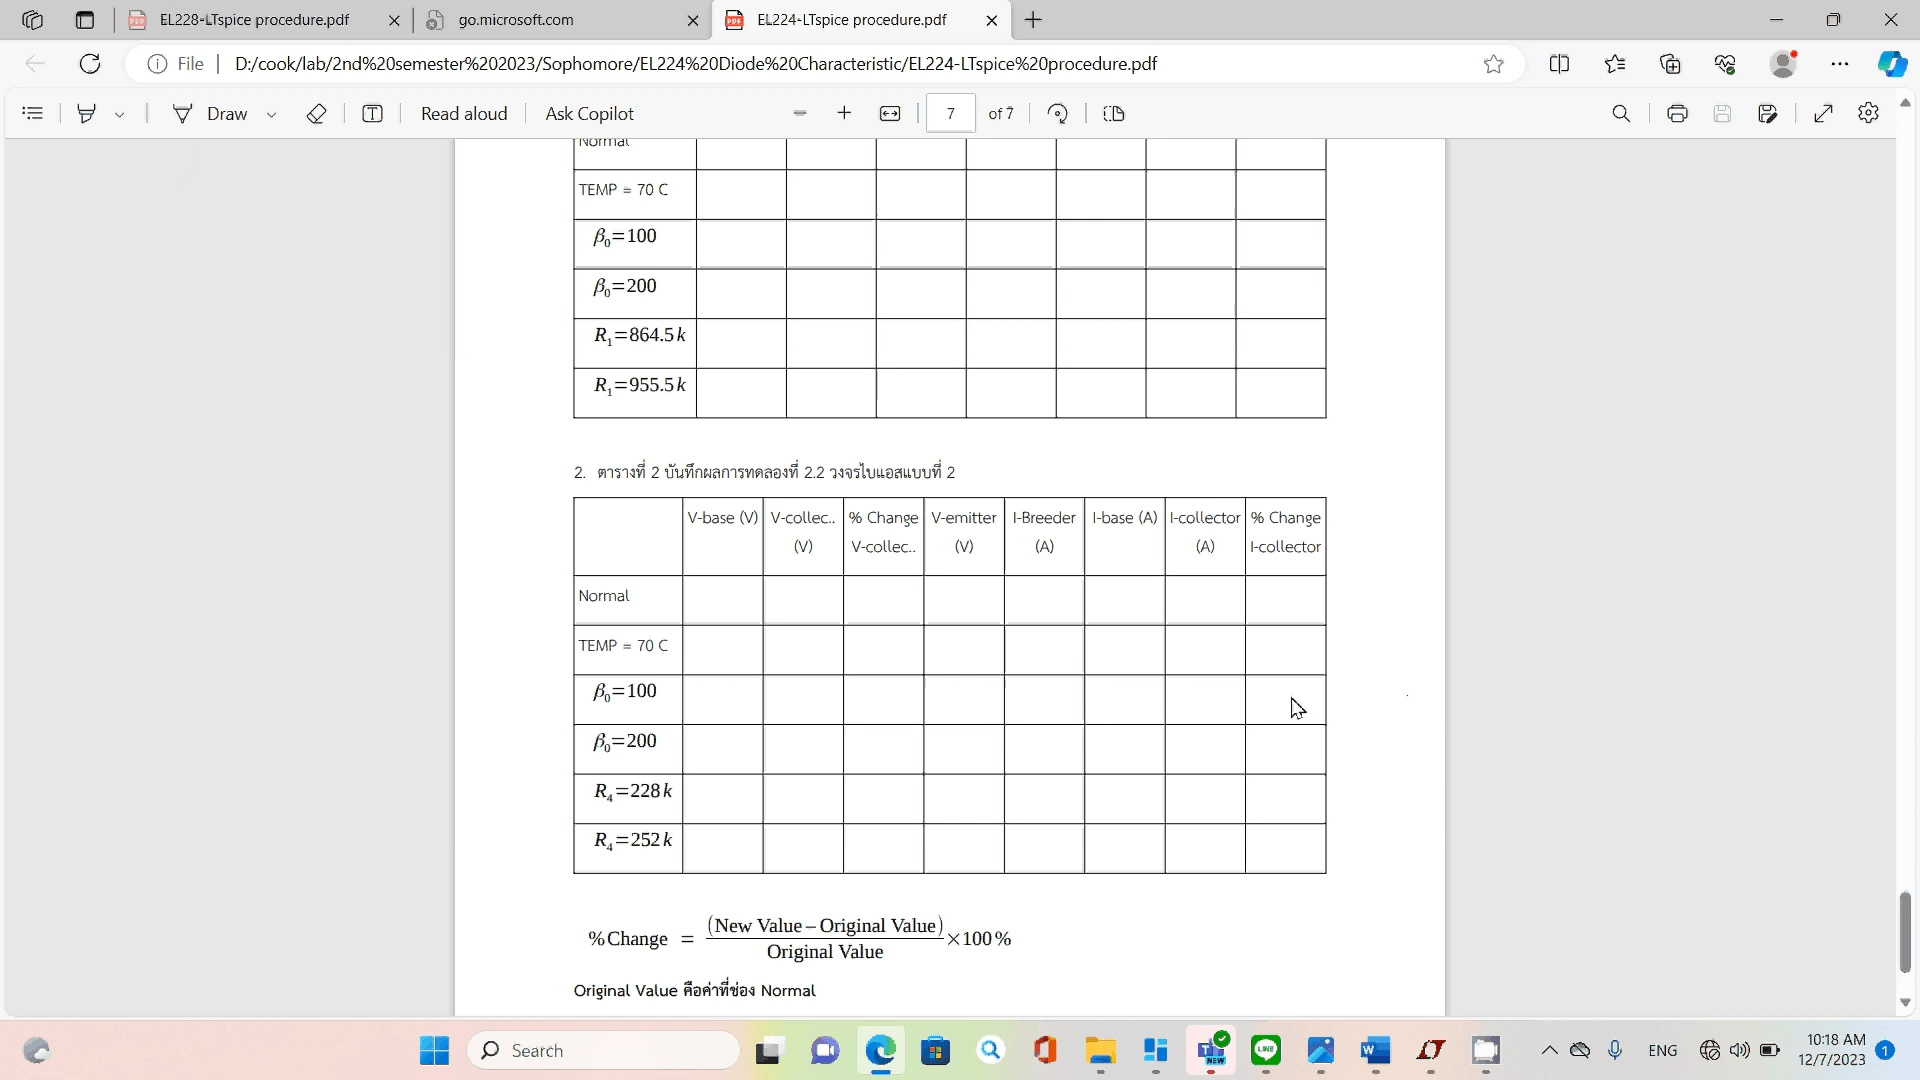 EL228-LTspice procedure.pdf
go.microsoft.com
EL224-LTspice procedure.pdf
File
D:/cook/lab/2nd%20semester%202023/Sophomore/EL224%20Diode%20Characteristic/EL224-LTspice%20procedure.pdf
Draw
Read aloud
Ask Copilot
7
of 7
Normal
TEMP = 70 C
β₀=100
β₀=200
R₁=864.5 k
R₁=955.5 k
2. ตารางที่ 2 บันทึกผลการทดลองที่ 2.2 วงจรไบแอสแบบที่ 2
V-base (V) V-collec.. % Change V-emitter I-Breeder I-base (A) I-collector % Change
(V) V-collec.. (V) (A) (A) I-collector
Normal
TEMP = 70 C
β₀=100
β₀=200
R₄=228 k
R₄=252 k
% Change = (New Value – Original Value) ×100 %
Original Value
Original Value คือค่าที่ช่อง Normal
Search
NEW
LINE
ENG
10:18 AM
12/7/2023
1